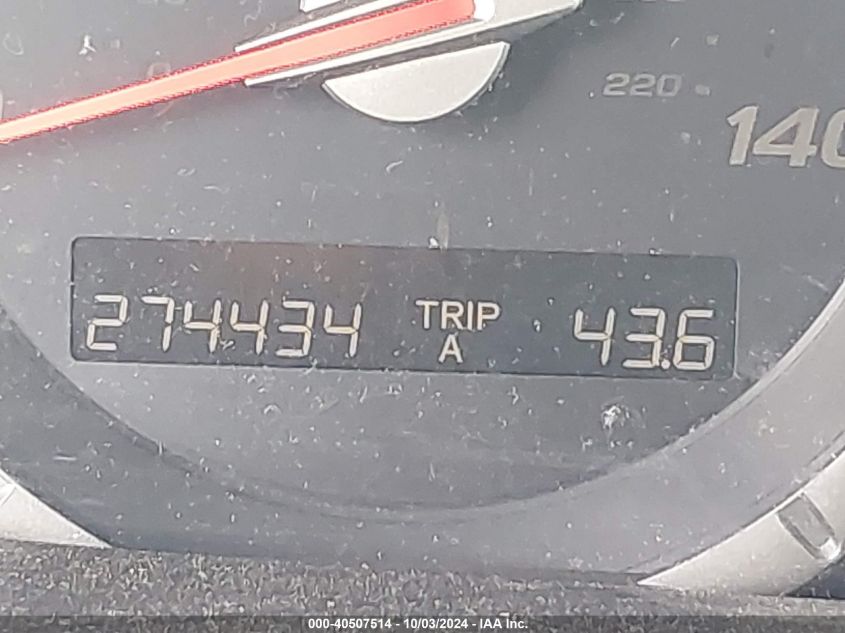 220
140
274434 TRIP A 43.6
000-40507514 - 10/03/2024 - IAA Inc.